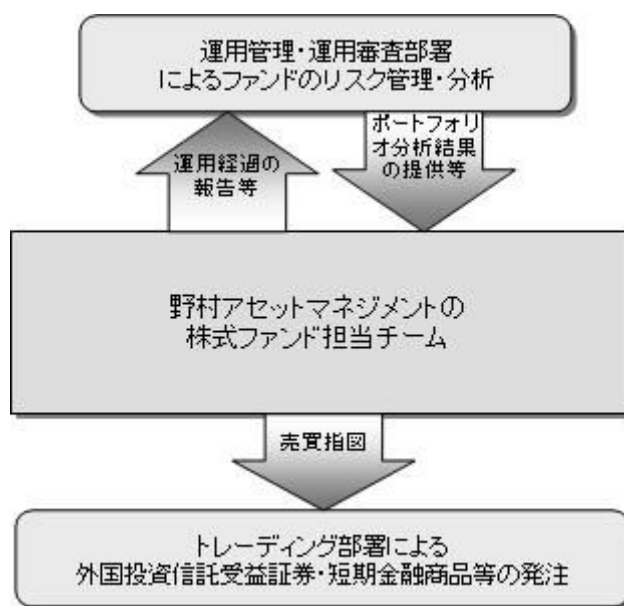 運用管理・運用審査部署
によるファンドのリスク管理・分析
運用経過の
報告等
ポートフォリ
オ分析結果
の提供等
野村アセットマネジメントの
株式ファンド担当チーム
売買指図
トレーディング部署による
外国投資信託受益証券・短期金融商品等の発注